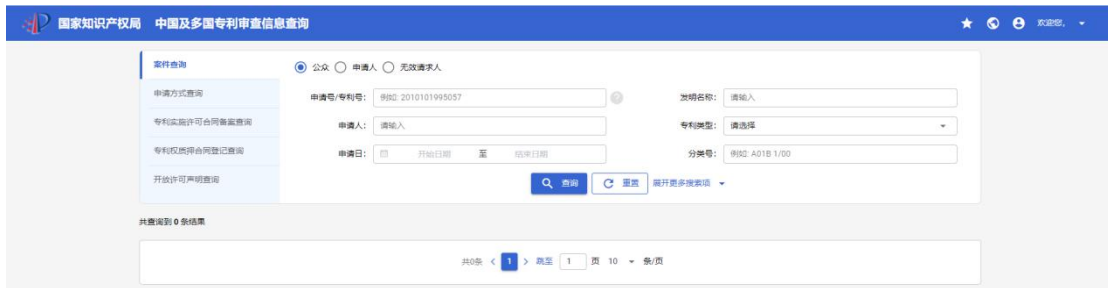 国家知识产权局 中国及多国专利审查信息查询 欢迎您,
案件查询
公众 申请人 无效请求人
申请方式查询
申请号/专利号: 例如: 2010101995057 发明名称: 请输入
专利实施许可合同备案查询
申请人: 请输入 专利类型: 请选择
专利权质押合同登记查询
申请日: 开始日期 至 结束日期 分类号: 例如: A01B 1/00
开放许可声明查询
查询 重置 展开更多搜索项
共查询到 0 条结果
共0条 < 1 > 跳至 1 页 10 条/页